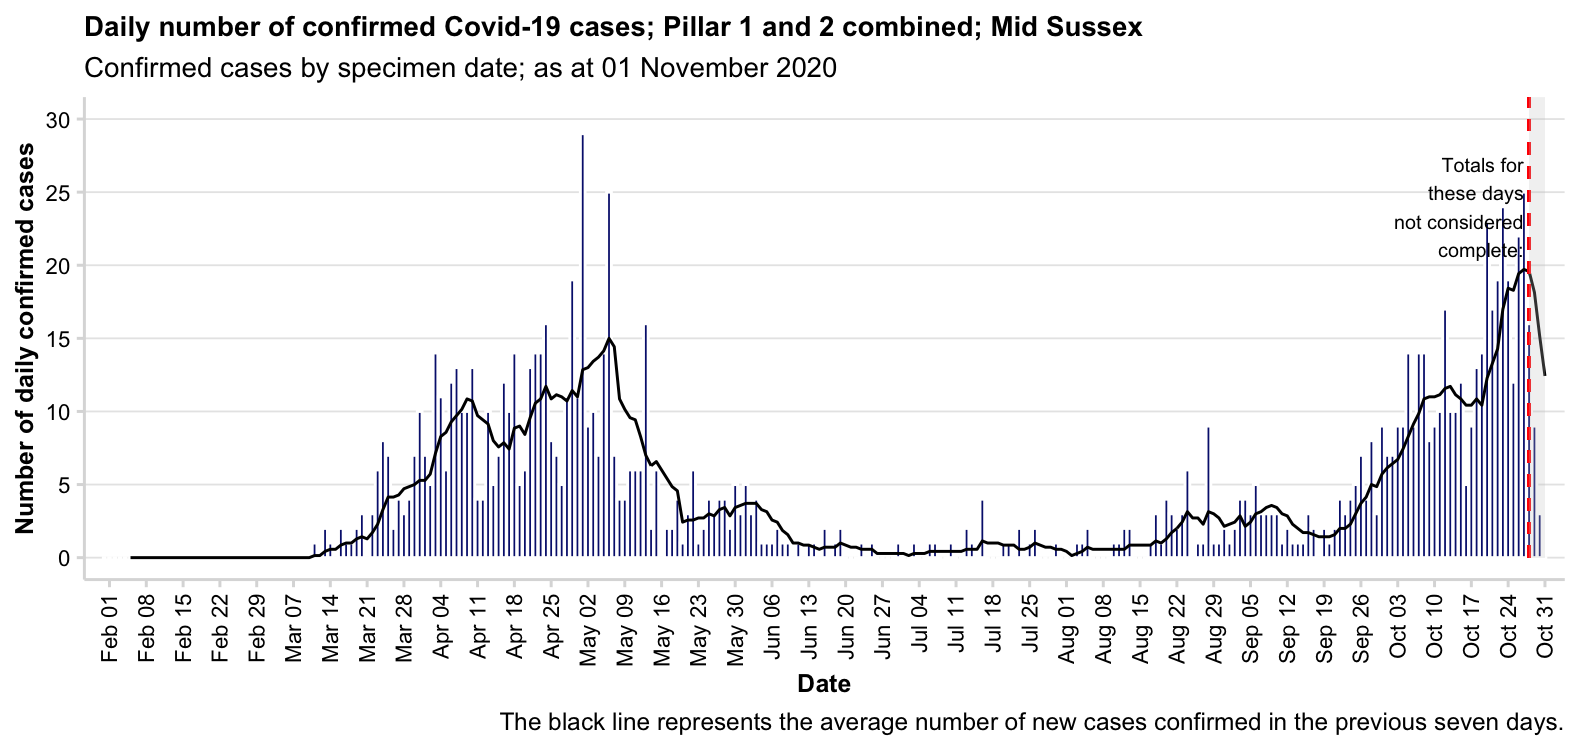 Daily number of confirmed Covid-19 cases; Pillar 1 and 2 combined; Mid Sussex
Confirmed cases by specimen date; as at 01 November 2020
Number of daily confirmed cases
30
25
20
15
10
5
0
Totals for
these days
not considered
complete:
Feb 01
Feb 08
Feb 15
Feb 22
Feb 29
Mar 07
Mar 14
Mar 21
Mar 28
Apr 04
Apr 11
Apr 18
Apr 25
May 02
May 09
May 16
May 23
May 30
Jun 06
Jun 13
Jun 20
Jun 27
Jul 04
Jul 11
Jul 18
Jul 25
Aug 01
Aug 08
Aug 15
Aug 22
Aug 29
Sep 05
Sep 12
Sep 19
Sep 26
Oct 03
Oct 10
Oct 17
Oct 24
Oct 31
Date
The black line represents the average number of new cases confirmed in the previous seven days.